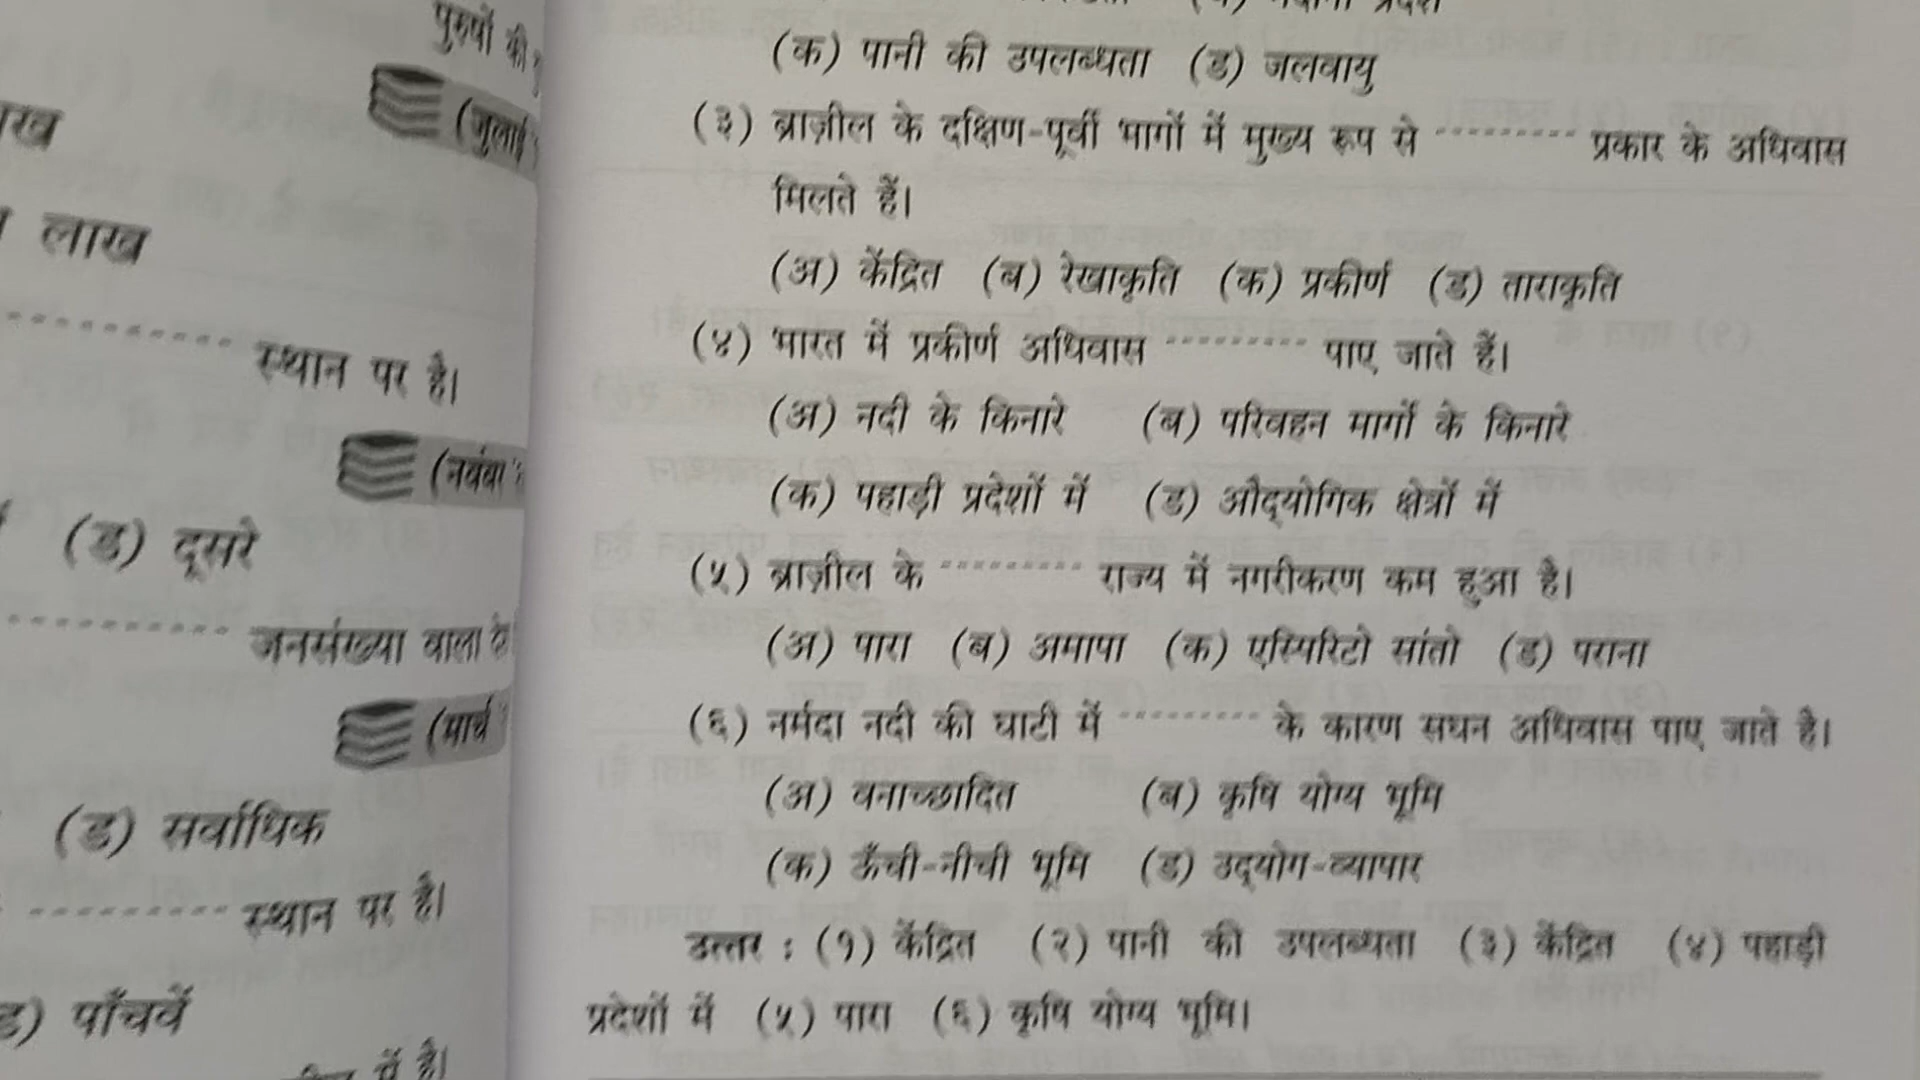 पुरुषों की
(जुलाई
लाख
स्थान पर है।
(ड) दूसरे
जनसंख्या वाला
(मार्च
(ड) सर्वाधिक
स्थान पर है।
पाँचवें
में है।
(क) पानी की उपलब्धता (ड) जलवायु
(३) ब्राज़ील के दक्षिण-पूर्वी भागों में मुख्य रूप से ---------- प्रकार के अधिवास
मिलते हैं।
(अ) केंद्रित (ब) रेखाकृति (क) प्रकीर्ण (ड) ताराकृति
(४) भारत में प्रकीर्ण अधिवास ---------- पाए जाते हैं।
(अ) नदी के किनारे (ब) परिवहन मार्गों के किनारे
(क) पहाड़ी प्रदेशों में (ड) औद्योगिक क्षेत्रों में
(५) ब्राज़ील के ---------- राज्य में नगरीकरण कम हुआ है।
(अ) पारा (ब) अमापा (क) एस्पिरिटो सांतो (ड) पराना
(६) नर्मदा नदी की घाटी में ---------- के कारण सघन अधिवास पाए जाते है।
(अ) वनाच्छादित (ब) कृषि योग्य भूमि
(क) ऊँची-नीची भूमि (ड) उद्योग-व्यापार
उत्तर : (१) केंद्रित (२) पानी की उपलब्धता (३) केंद्रित (४) पहाड़ी
प्रदेशों में (५) पारा (६) कृषि योग्य भूमि।